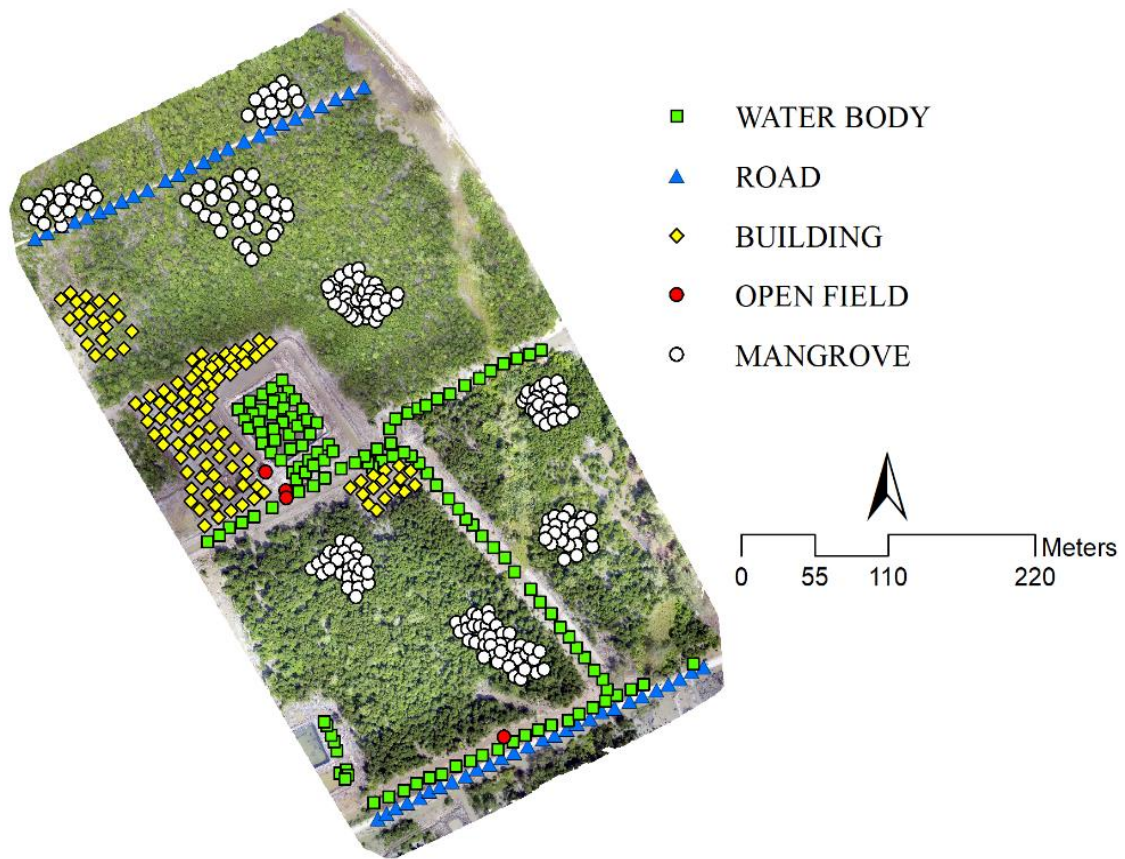 WATER BODY
ROAD
BUILDING
OPEN FIELD
MANGROVE
Meters
0 55 110 220